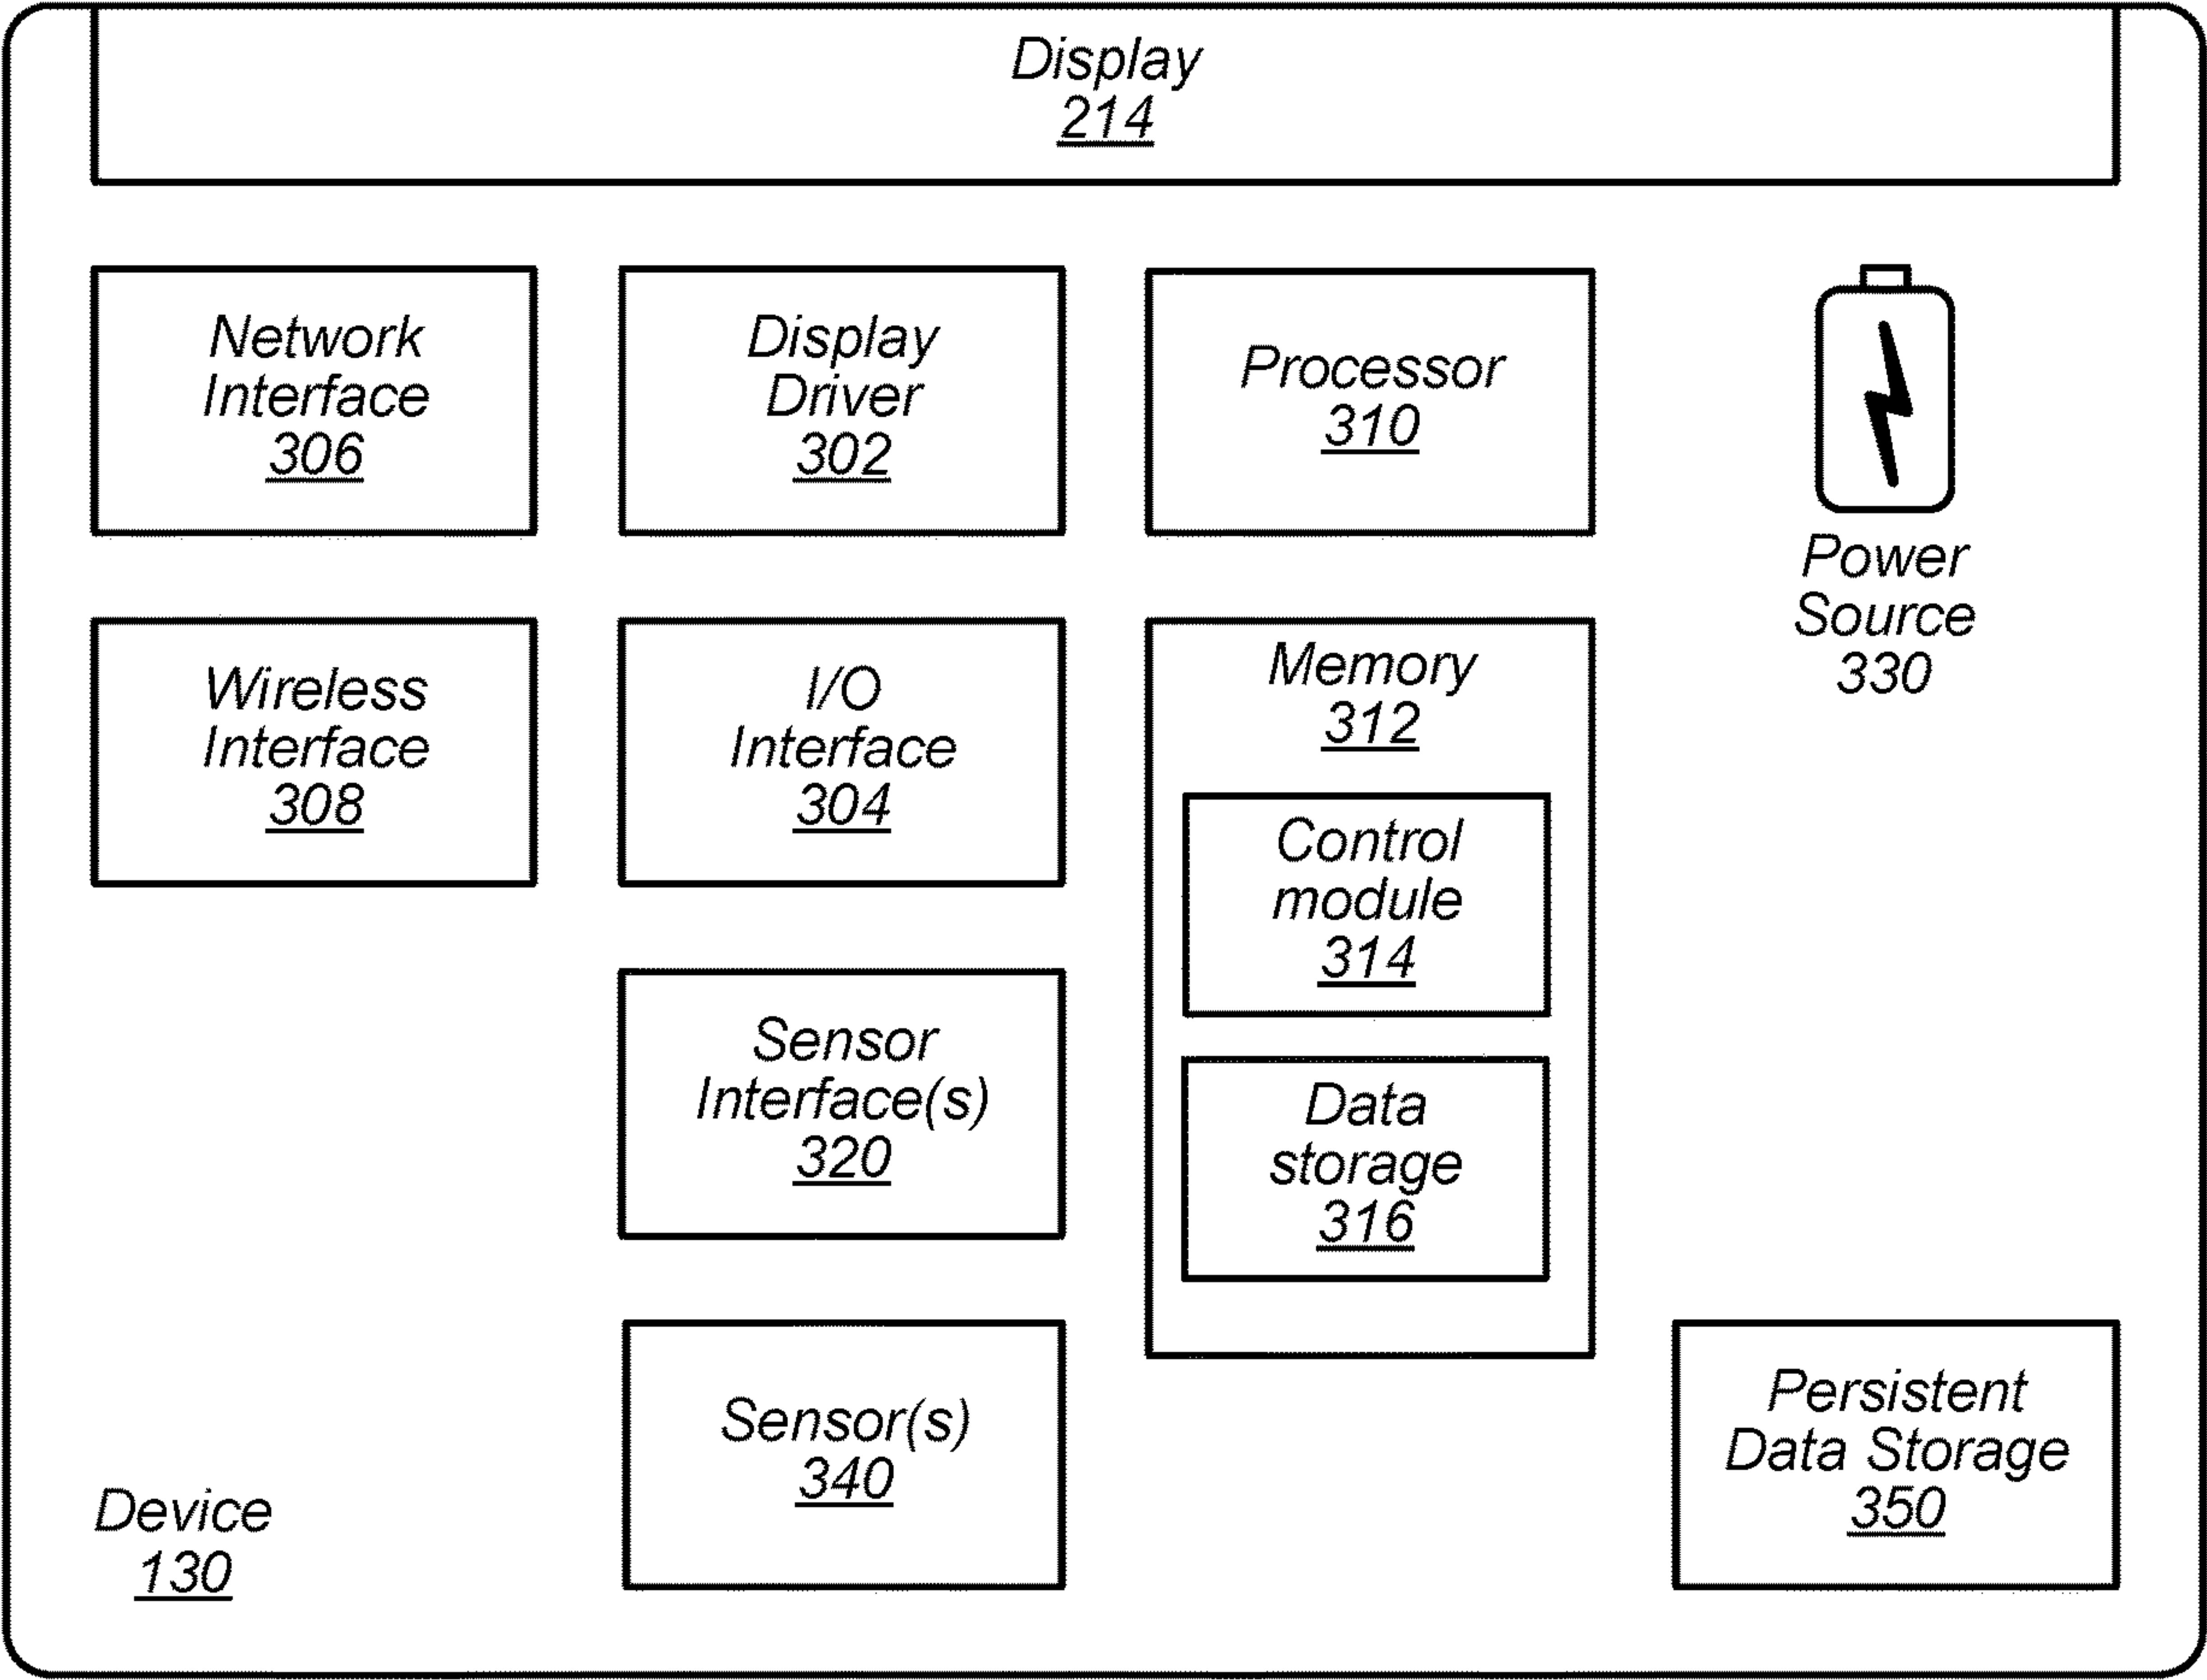 Display
214
Network
Interface
306
Display
Driver
302
Processor
310
Power
Source
330
Wireless
Interface
308
I/O
Interface
304
Memory
312
Control
module
314
Data
storage
316
Sensor
Interface(s)
320
Sensor(s)
340
Persistent
Data Storage
350
Device
130